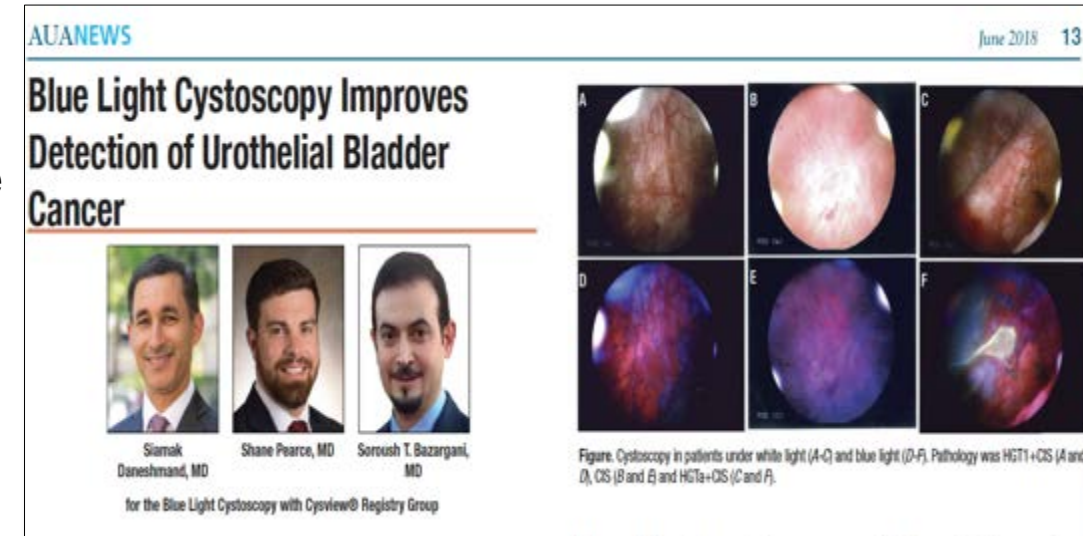 AUANEWS
June 2018 13
Blue Light Cystoscopy Improves
Detection of Urothelial Bladder
Cancer
Siamak
Daneshmand, MD
Shane Pearce, MD
Soroush T. Bazargani,
MD
for the Blue Light Cystoscopy with Cysview® Registry Group
A
B
C
D
E
F
Figure. Cystoscopy in patients under white light (A-C) and blue light (D-F). Pathology was HGT1+CIS (A and
D), CIS (B and E) and HGTa+CIS (C and F).